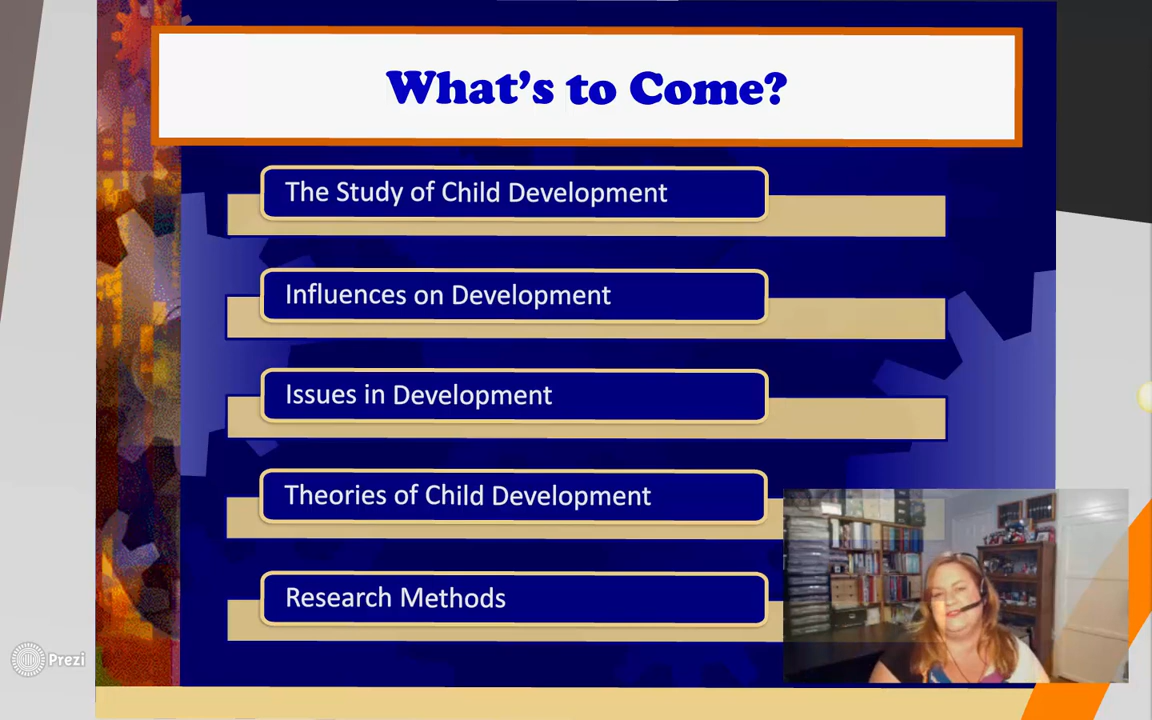 What's to Come?
The Study of Child Development
Influences on Development
Issues in Development
Theories of Child Development
Research Methods
Prezi